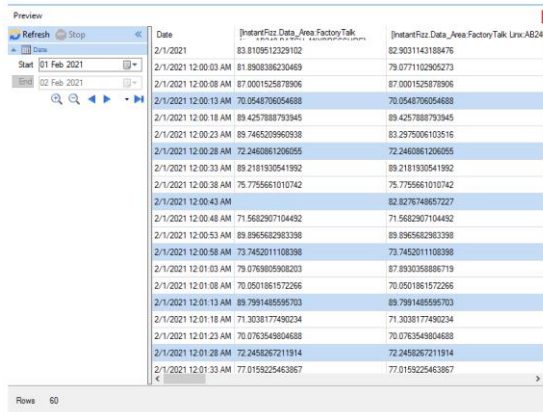 Preview
Refresh Stop «
Date
Start 01 Feb 2021
End 02 Feb 2021
Date [InstantFizz.Data_Area:FactoryTalk [InstantFizz.Data_Area:FactoryTalk Linx:AB24
2/1/2021 83.8109512329102 82.9031143188476
2/1/2021 12:00:03 AM 81.8908386230469 79.0771102905273
2/1/2021 12:00:08 AM 87.0001525878906 87.0001525878906
2/1/2021 12:00:13 AM 70.0548706054688 70.0548706054688
2/1/2021 12:00:18 AM 89.4257888793945 89.4257888793945
2/1/2021 12:00:23 AM 89.7465209960938 83.2975006103516
2/1/2021 12:00:28 AM 72.2460861206055 72.2460861206055
2/1/2021 12:00:33 AM 89.2181930541992 89.2181930541992
2/1/2021 12:00:38 AM 75.7755661010742 75.7755661010742
2/1/2021 12:00:43 AM 82.8276748657227
2/1/2021 12:00:48 AM 71.5682907104492 71.5682907104492
2/1/2021 12:00:53 AM 89.8965682983398 89.8965682983398
2/1/2021 12:00:58 AM 73.7452011108398 73.7452011108398
2/1/2021 12:01:03 AM 79.0769805908203 87.8930358886719
2/1/2021 12:01:08 AM 70.0501861572266 70.0501861572266
2/1/2021 12:01:13 AM 89.7991485595703 89.7991485595703
2/1/2021 12:01:18 AM 71.3038177490234 71.3038177490234
2/1/2021 12:01:23 AM 70.0763549804688 70.0763549804688
2/1/2021 12:01:28 AM 72.2458267211914 72.2458267211914
2/1/2021 12:01:33 AM 77.0159225463867 77.0159225463867
Rows 60